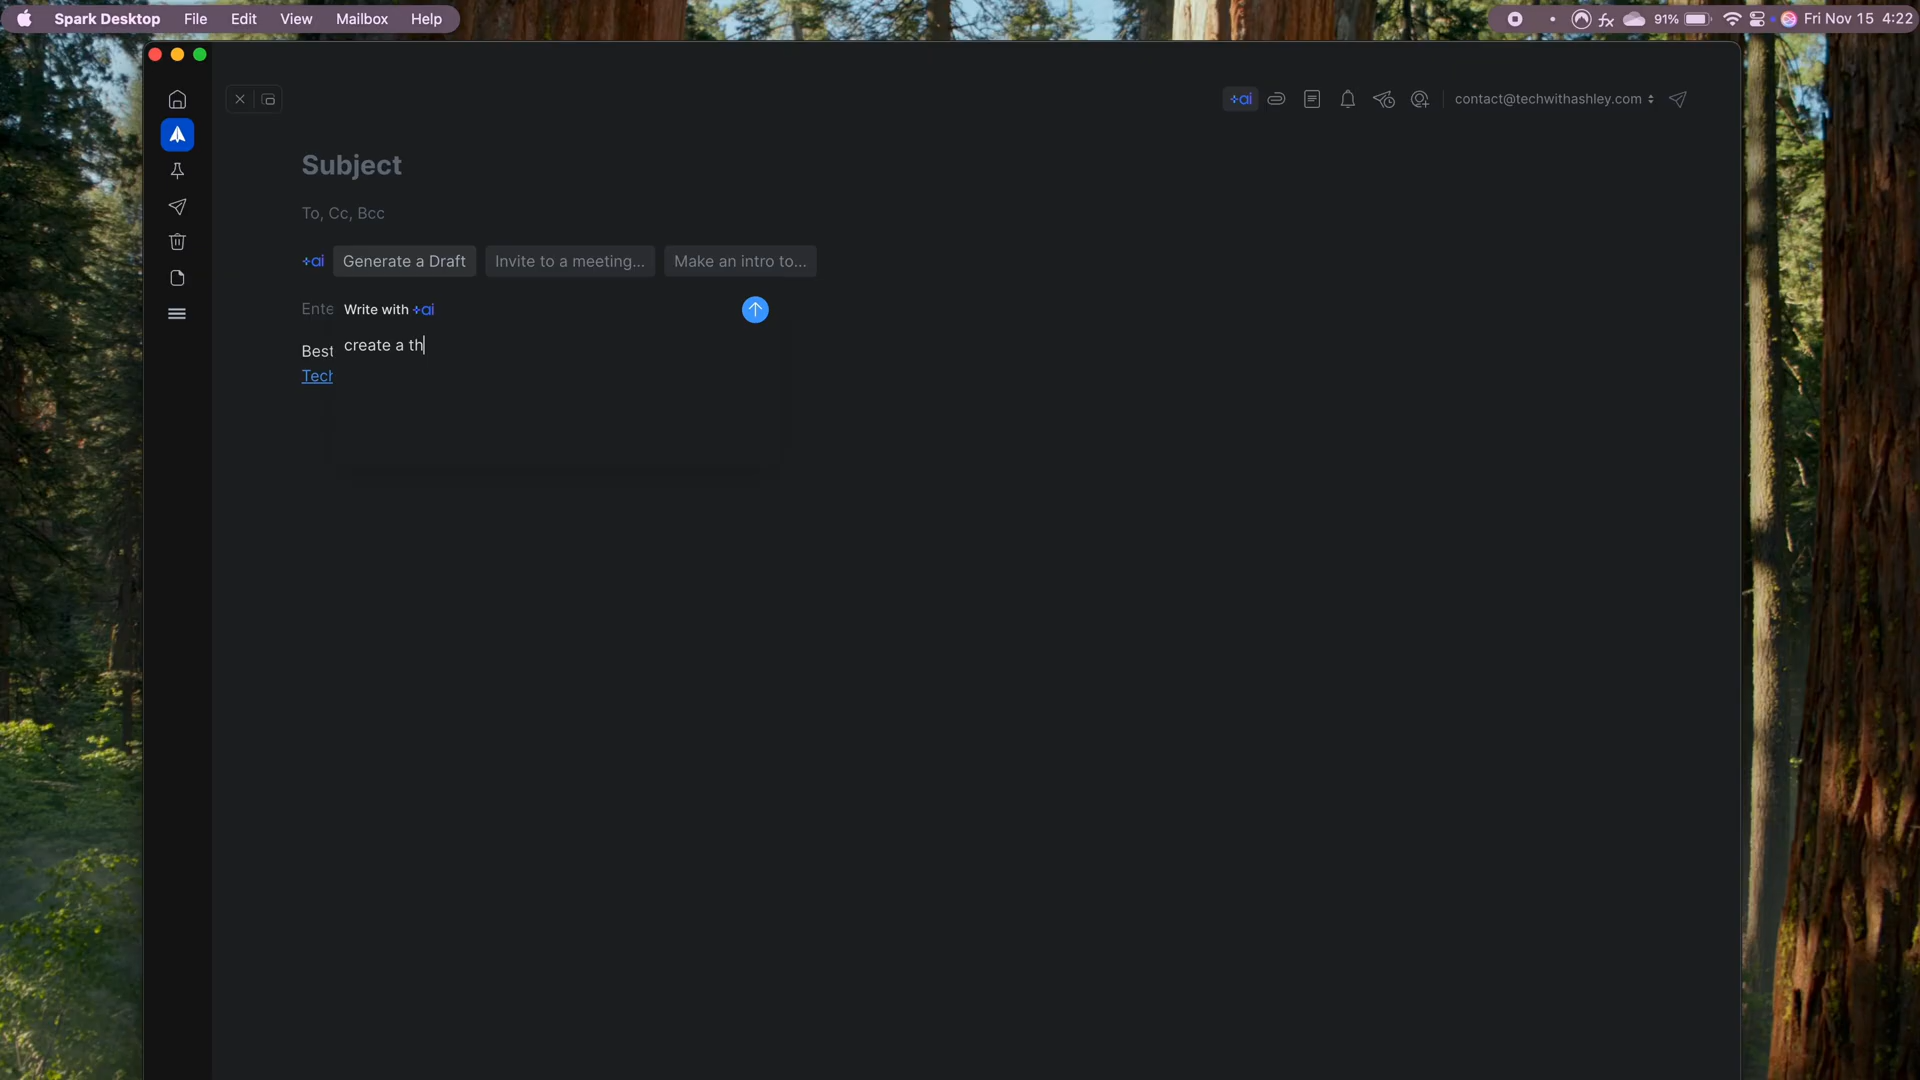 Spark Desktop File Edit View Mailbox Help
fx 91% Fri Nov 15 4:22
+ai contact@techwithashley.com
Subject
To, Cc, Bcc
+ai Generate a Draft Invite to a meeting... Make an intro to...
Ente Write with +ai
create a th
Best
Tech